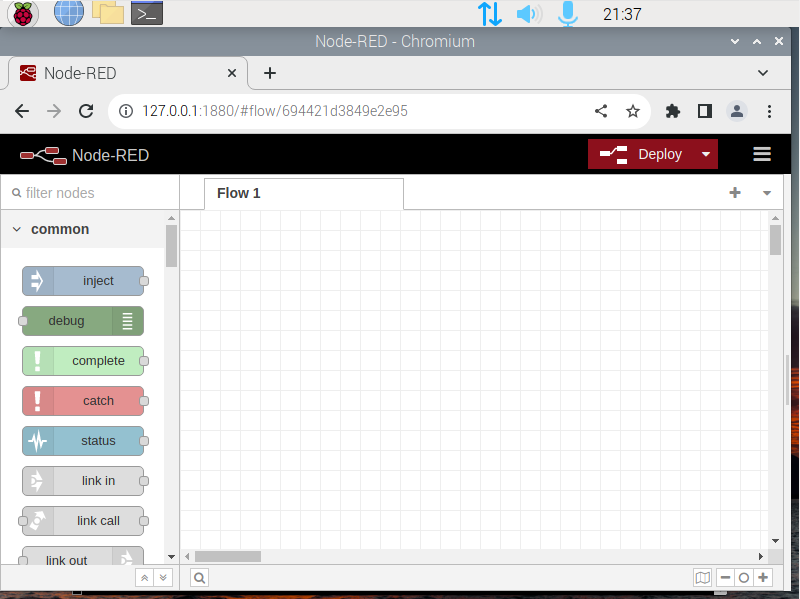 21:37
Node-RED - Chromium
Node-RED
127.0.0.1:1880/#flow/694421d3849e2e95
Node-RED
Deploy
filter nodes
Flow 1
common
inject
debug
complete
catch
status
link in
link call
link out